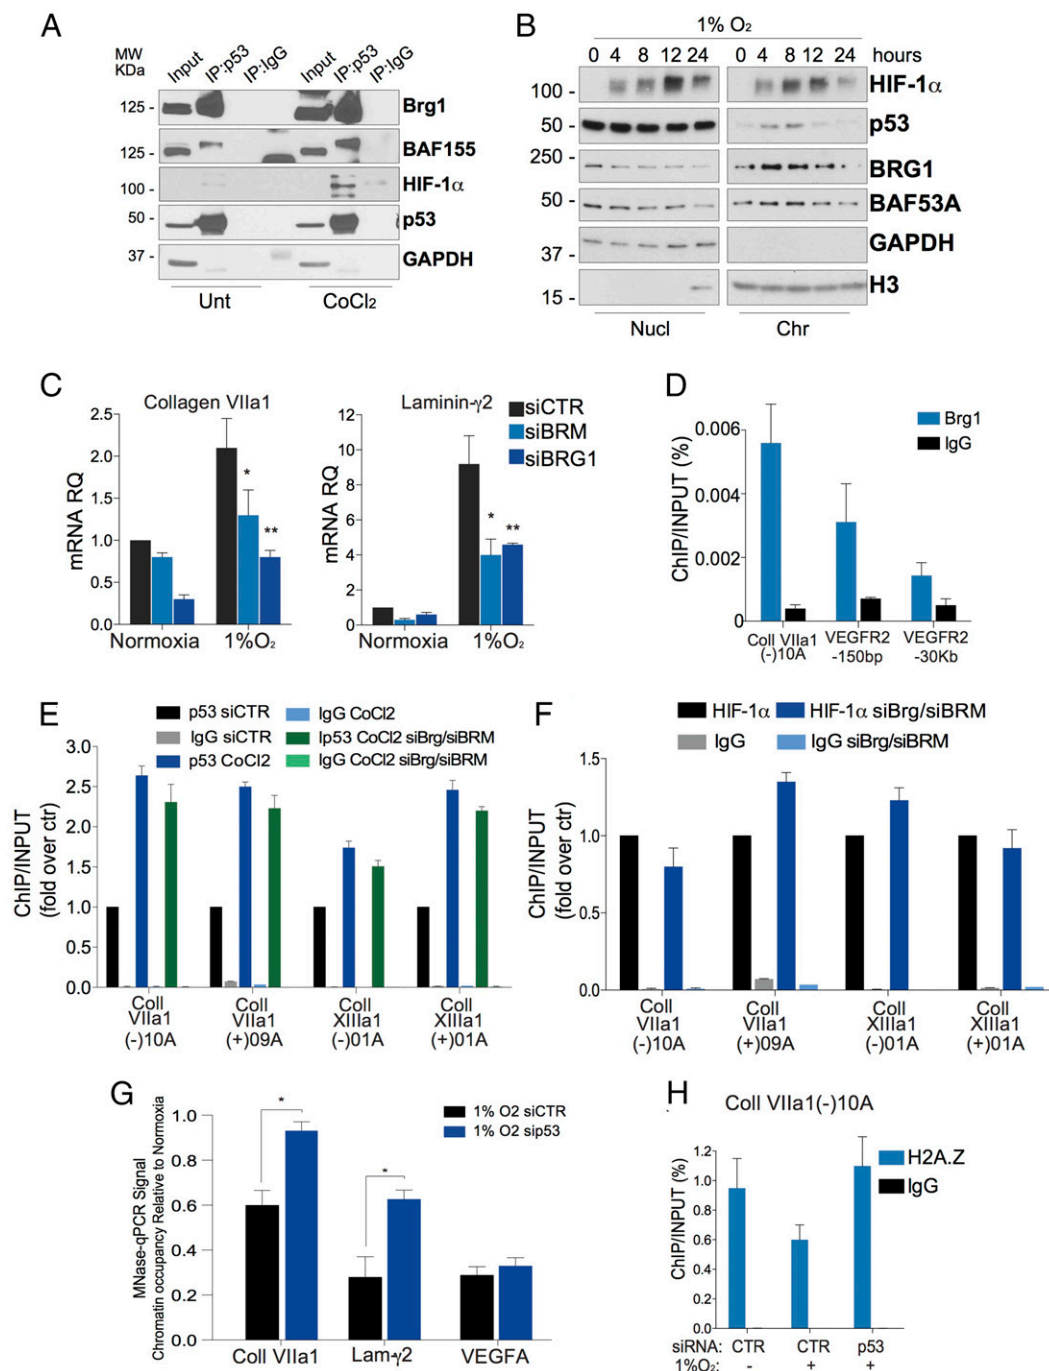 A
MW
KDa
Input
IP:p53
IP:IgG
Input
IP:p53
IP:IgG
125 -
Brg1
125 -
BAF155
100 -
HIF-1α
50 -
p53
37 -
GAPDH
Unt
CoCl2
B
1% O2
0 4 8 12 24
0 4 8 12 24
hours
100 -
HIF-1α
50 -
p53
250 -
BRG1
50 -
BAF53A
37 -
GAPDH
15 -
H3
Nucl
Chr
C
Collagen VIIa1
mRNA RQ
2.5
2.0
1.5
1.0
0.5
0.0
*
**
Normoxia
1%O2
Laminin-γ2
mRNA RQ
12
10
8
6
4
2
0
*
**
Normoxia
1%O2
siCTR
siBRM
siBRG1
D
ChIP/INPUT (%)
0.006
0.004
0.002
0
Brg1
IgG
Coll VIIa1
(-)10A
VEGFR2
-150bp
VEGFR2
-30Kb
E
p53 siCTR
IgG siCTR
p53 CoCl2
IgG CoCl2
Ip53 CoCl2 siBrg/siBRM
IgG CoCl2 siBrg/siBRM
ChIP/INPUT
(fold over ctr)
3.0
2.5
2.0
1.5
1.0
0.5
0.0
Coll
VIIa1
(-)10A
Coll
VIIa1
(+)09A
Coll
XIIIa1
(-)01A
Coll
XIIIa1
(+)01A
F
HIF-1α
IgG
HIF-1α siBrg/siBRM
IgG siBrg/siBRM
ChIP/INPUT
(fold over ctr)
1.5
1.0
0.5
0.0
Coll
VIIa1
(-)10A
Coll
VIIa1
(+)09A
Coll
XIIIa1
(-)01A
Coll
XIIIa1
(+)01A
G
MNase-qPCR Signal
Chromatin occupancy Relative to Normoxia
1.0
0.8
0.6
0.4
0.2
0.0
*
*
1% O2 siCTR
1% O2 sip53
Coll VIIa1
Lam-γ2
VEGFA
H
Coll VIIa1(-)10A
ChIP/INPUT (%)
1.2
1.0
0.8
0.6
0.4
0.2
0.0
H2A.Z
IgG
siRNA: CTR CTR p53
1%O2: - + +